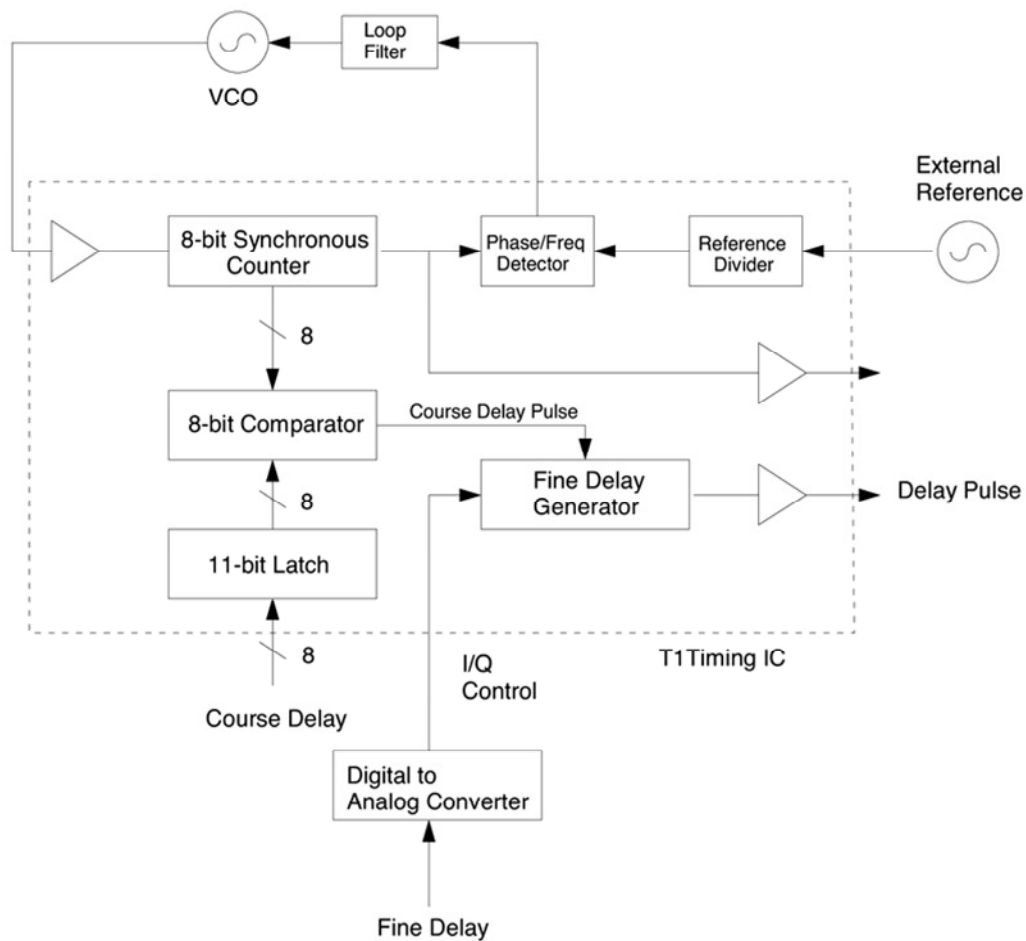 Loop
Filter
VCO
External
Reference
8-bit Synchronous
Counter
Phase/Freq
Detector
Reference
Divider
8
8-bit Comparator
Course Delay Pulse
8
Fine Delay
Generator
Delay Pulse
11-bit Latch
8
I/Q
Control
T1Timing IC
Course Delay
Digital to
Analog Converter
Fine Delay